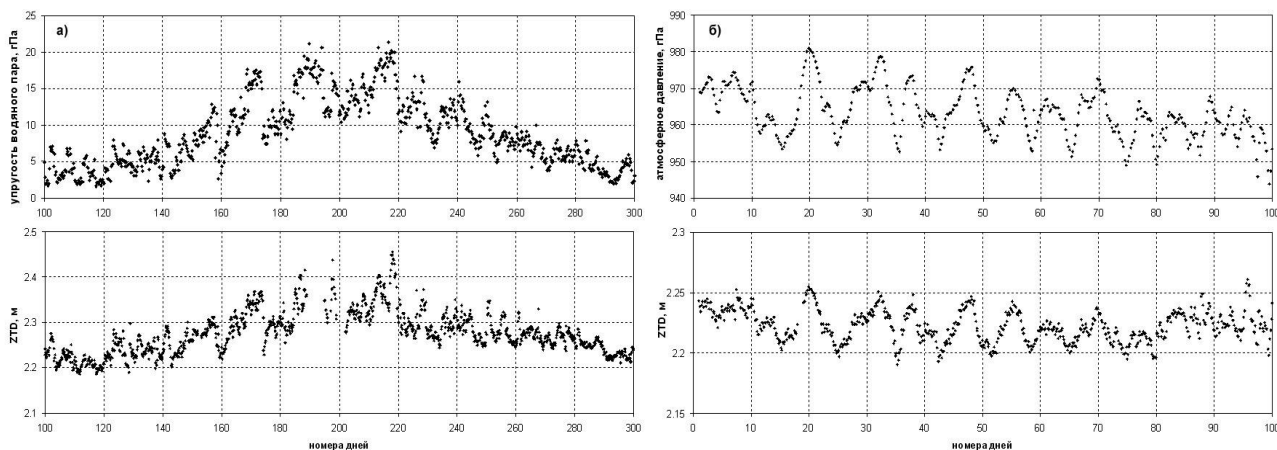 а)
упругость водяного пара, гПа
25
20
15
10
5
0
100 120 140 160 180 200 220 240 260 280 300
ZTD, м
2.5
2.4
2.3
2.2
2.1
100 120 140 160 180 200 220 240 260 280 300
номера дней
б)
атмосферное давление, гПа
990
980
970
960
950
940
0 10 20 30 40 50 60 70 80 90 100
ZTD, м
2.3
2.25
2.2
2.15
0 10 20 30 40 50 60 70 80 90 100
номера дней